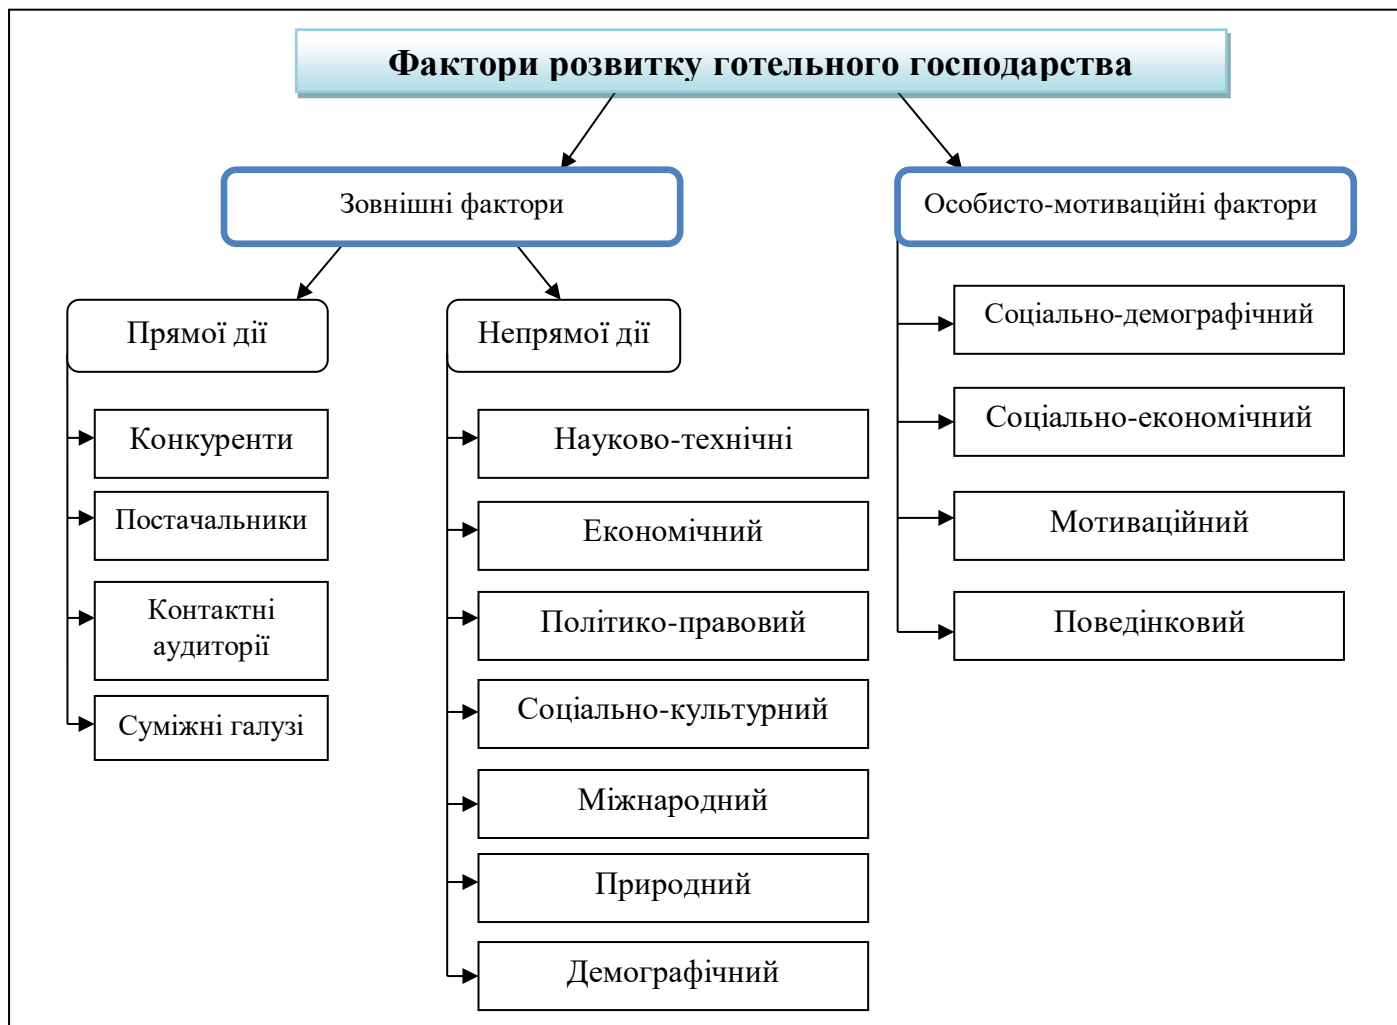 Фактори розвитку готельного господарства
Зовнішні фактори
Особисто-мотиваційні фактори
Прямої дії
Непрямої дії
Конкуренти
Постачальники
Контактні
аудиторії
Суміжні галузі
Науково-технічні
Економічний
Політико-правовий
Соціально-культурний
Міжнародний
Природний
Демографічний
Соціально-демографічний
Соціально-економічний
Мотиваційний
Поведінковий